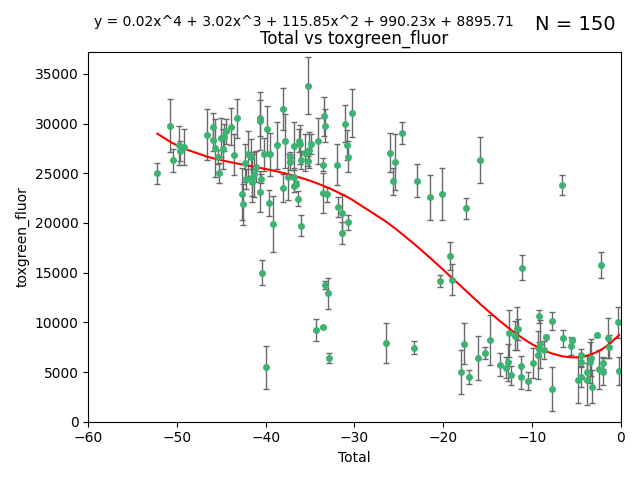 y = 0.02x^4 + 3.02x^3 + 115.85x^2 + 990.23x + 8895.71
N = 150
Total vs toxgreen_fluor
35000
30000
25000
20000
15000
10000
5000
0
toxgreen_fluor
−60 −50 −40 −30 −20 −10 0
Total